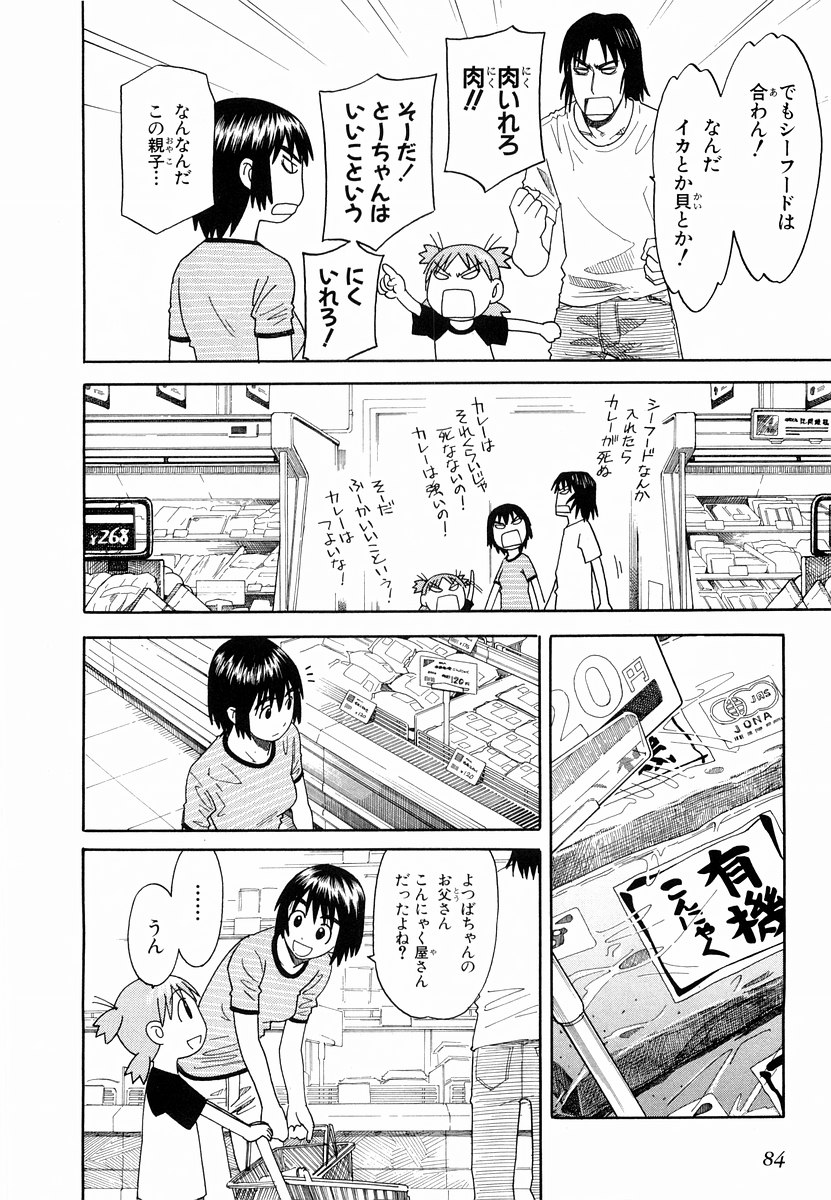 でもシーフードは
合わん!
なんだ
イカとか貝とか!
肉いれろ
肉!!
そーだ!
とーちゃんは
いいこという
にく
いれろ!
なんなんだ
この親子…
シーフードなんか
入れたら
カレーが死ぬ
カレーは
それくらいじゃ
死なないの!
カレーは強いの!
そーだ
ふーかいいこという!
カレーは
つよいな!
¥268
20円
JRS
JONA
有機
こんにゃく
120円
よつばちゃんの
お父さん
こんにゃく屋さん
だったよね?
……
うん
84